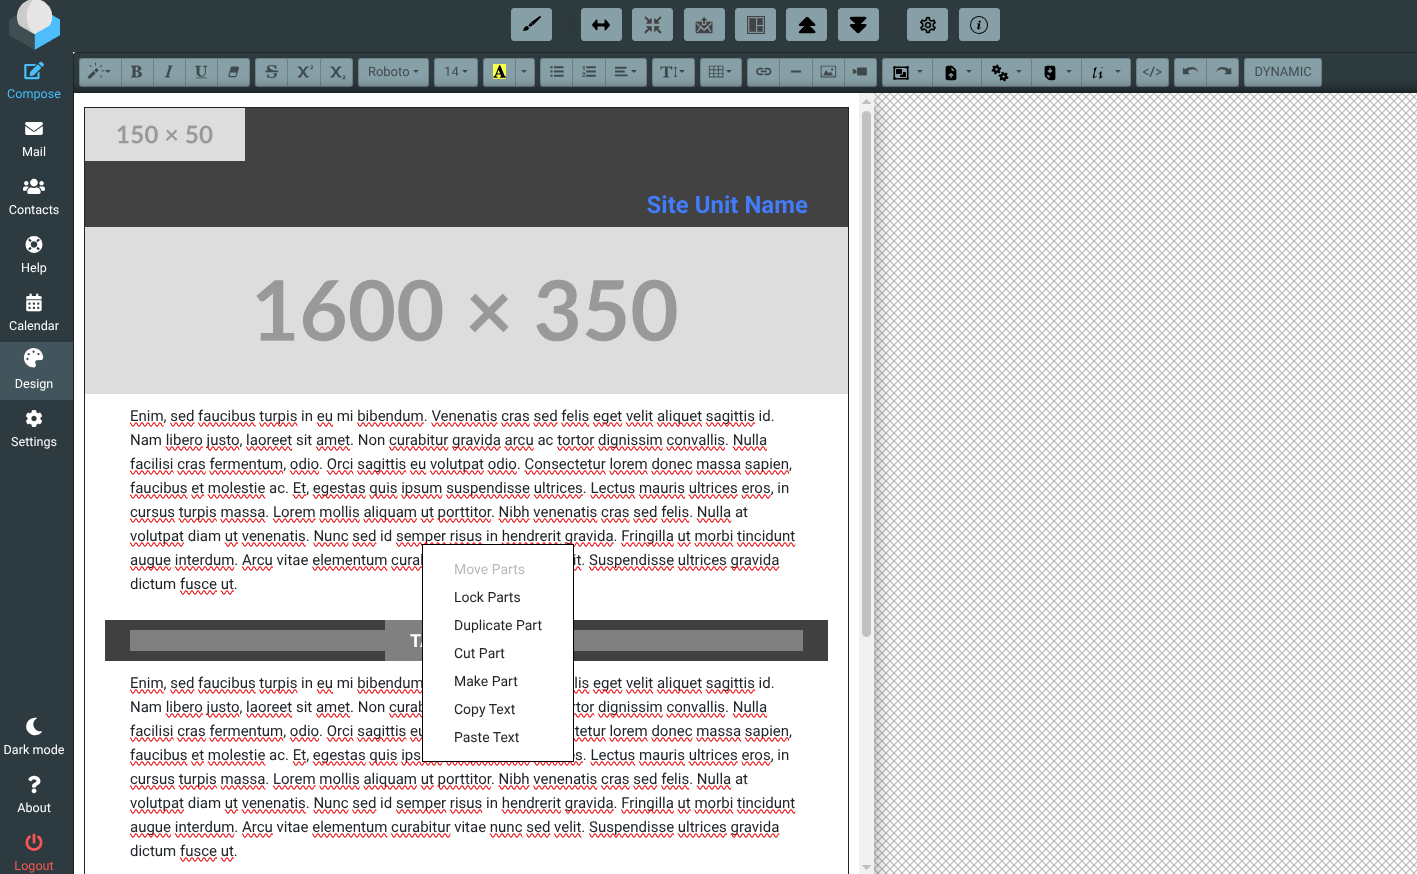 Compose
Mail
Contacts
Help
Calendar
Design
Settings
Dark mode
About
Logout
B I U S X² X₂ Roboto 14 A T </> DYNAMIC
150 × 50
Site Unit Name
1600 × 350
Enim, sed faucibus turpis in eu mi bibendum. Venenatis cras sed felis eget velit aliquet sagittis id.
Nam libero justo, laoreet sit amet. Non curabitur gravida arcu ac tortor dignissim convallis. Nulla
facilisi cras fermentum, odio. Orci sagittis eu volutpat odio. Consectetur lorem donec massa sapien,
faucibus et molestie ac. Et, egestas quis ipsum suspendisse ultrices. Lectus mauris ultrices eros, in
cursus turpis massa. Lorem mollis aliquam ut porttitor. Nibh venenatis cras sed felis. Nulla at
volutpat diam ut venenatis. Nunc sed id semper risus in hendrerit gravida. Fringilla ut morbi tincidunt
augue interdum. Arcu vitae elementum it. Suspendisse ultrices gravida
dictum fusce ut.
Move Parts
Lock Parts
Duplicate Part
Cut Part
Make Part
Copy Text
Paste Text
Enim, sed faucibus turpis in eu mi bibendum lis eget velit aliquet sagittis id.
Nam libero justo, laoreet sit amet. Non curab rtor dignissim convallis. Nulla
facilisi cras fermentum, odio. Orci sagittis eu tetur lorem donec massa sapien,
faucibus et molestie ac. Et, egestas quis ips s. Lectus mauris ultrices eros, in
cursus turpis massa. Lorem mollis aliquam ut porttitor. Nibh venenatis cras sed felis. Nulla at
volutpat diam ut venenatis. Nunc sed id semper risus in hendrerit gravida. Fringilla ut morbi tincidunt
augue interdum. Arcu vitae elementum curabitur vitae nunc sed velit. Suspendisse ultrices gravida
dictum fusce ut.